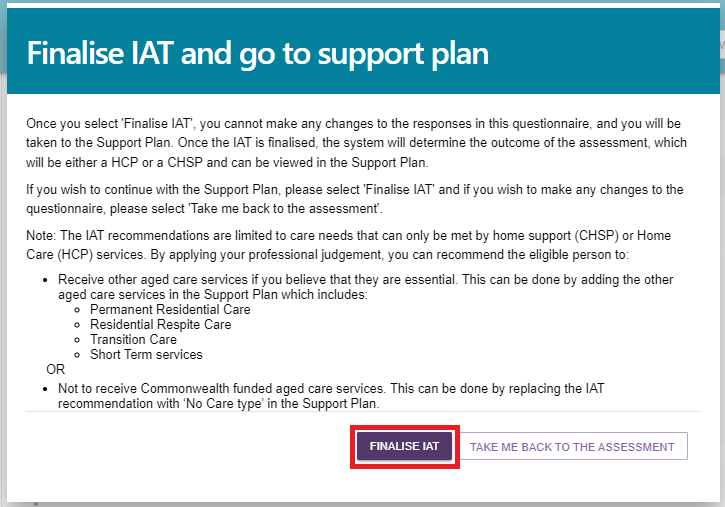 Finalise IAT and go to support plan
Once you select 'Finalise IAT', you cannot make any changes to the responses in this questionnaire, and you will be
taken to the Support Plan. Once the IAT is finalised, the system will determine the outcome of the assessment, which
will be either a HCP or a CHSP and can be viewed in the Support Plan.
If you wish to continue with the Support Plan, please select 'Finalise IAT' and if you wish to make any changes to the
questionnaire, please select 'Take me back to the assessment'.
Note: The IAT recommendations are limited to care needs that can only be met by home support (CHSP) or Home
Care (HCP) services. By applying your professional judgement, you can recommend the eligible person to:
• Receive other aged care services if you believe that they are essential. This can be done by adding the other
aged care services in the Support Plan which includes:
◦ Permanent Residential Care
◦ Residential Respite Care
◦ Transition Care
◦ Short Term services
OR
• Not to receive Commonwealth funded aged care services. This can be done by replacing the IAT
recommendation with ‘No Care type’ in the Support Plan.
FINALISE IAT
TAKE ME BACK TO THE ASSESSMENT